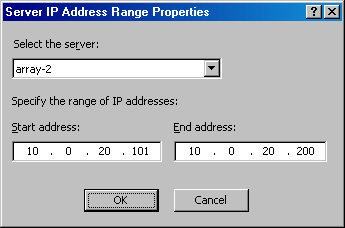 Server IP Address Range Properties
Select the server:
array-2
Specify the range of IP addresses:
Start address: End address:
10 . 0 . 20 . 101 10 . 0 . 20 . 200
OK Cancel